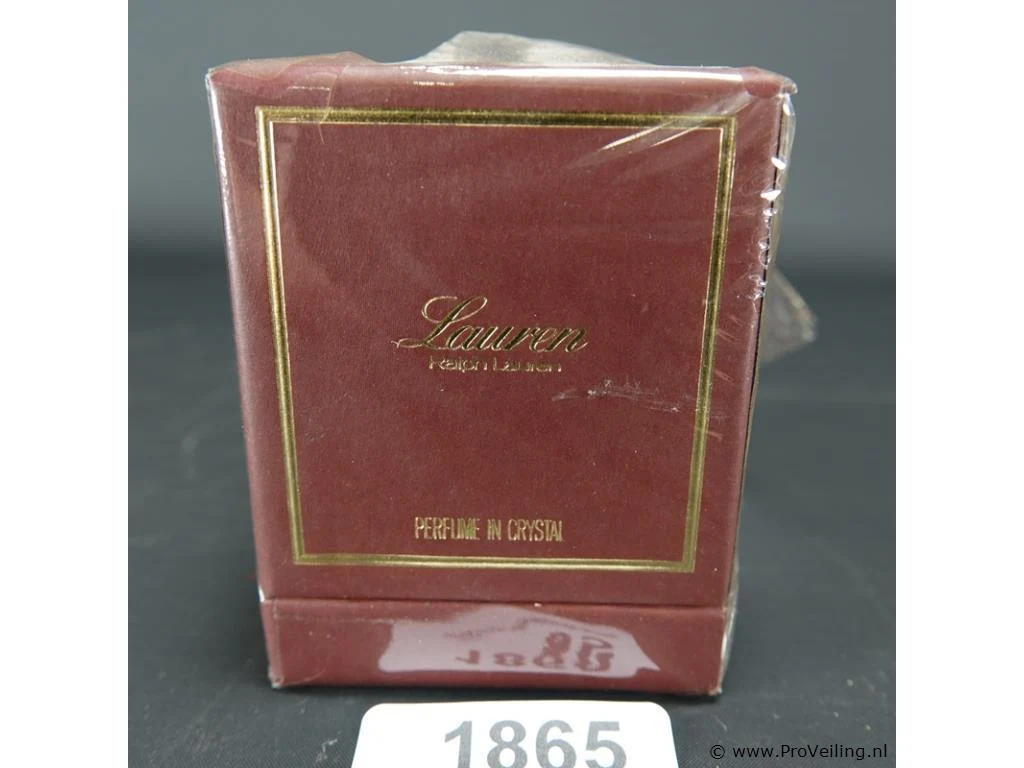 Lauren
Ralph Lauren
PERFUME IN CRYSTAL
1865
© www.ProVeiling.nl